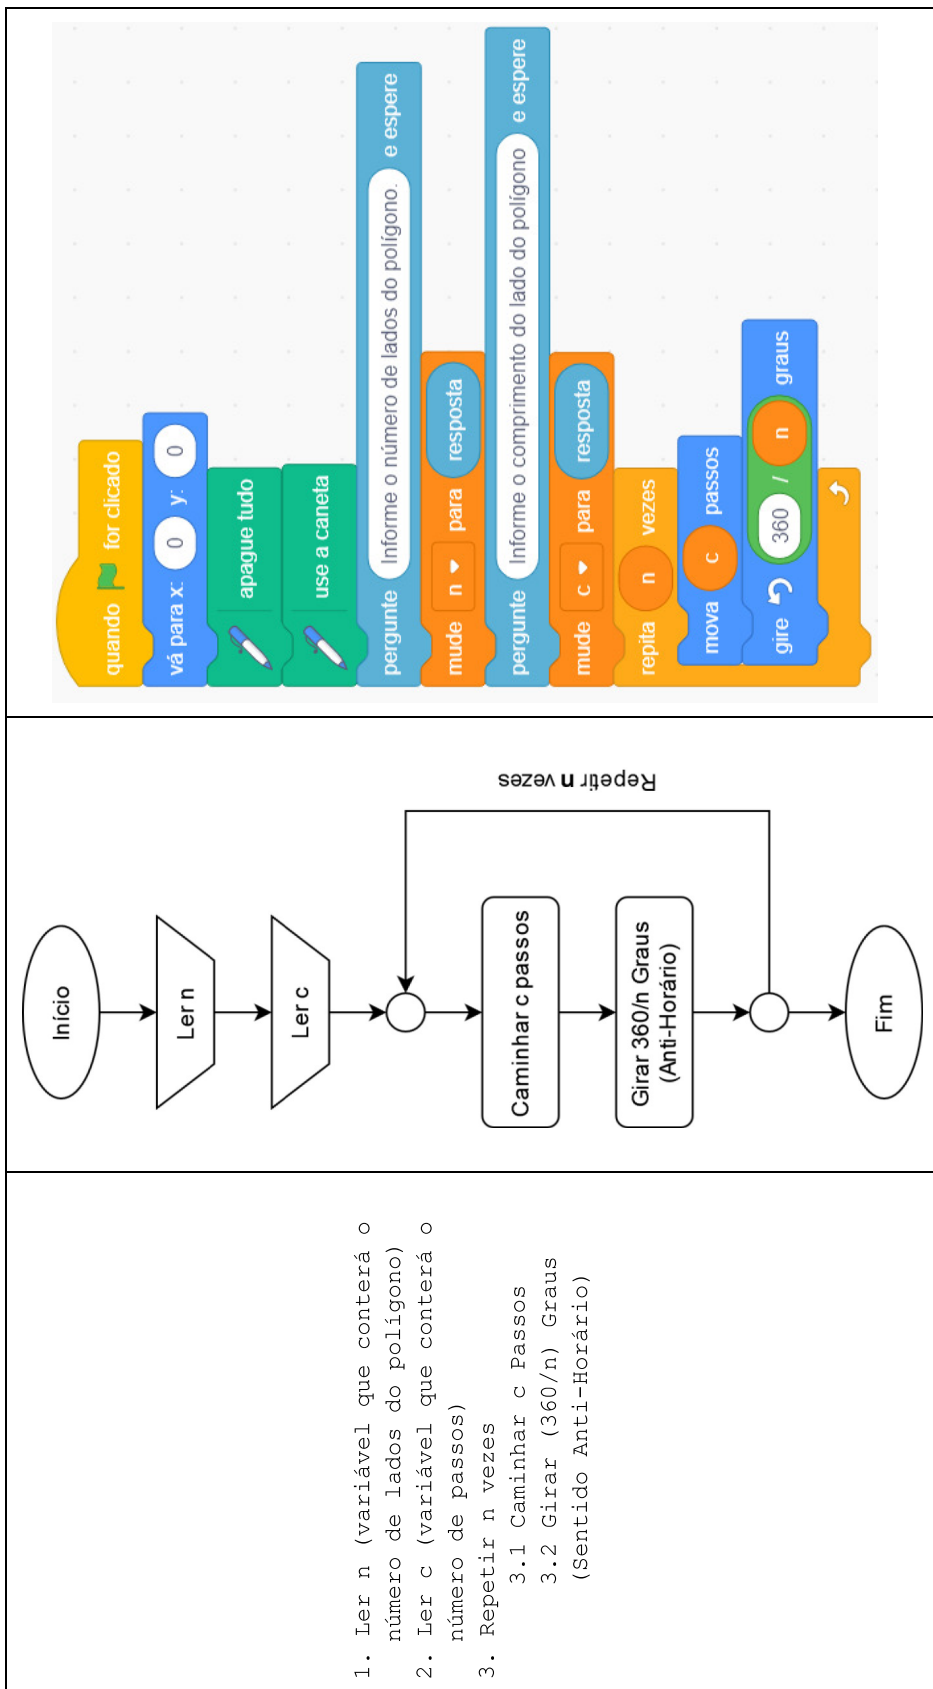 1. Ler n (variável que conterá o
número de lados do polígono)
2. Ler c (variável que conterá o
número de passos)
3. Repetir n vezes
3.1 Caminhar c Passos
3.2 Girar (360/n) Graus
(Sentido Anti-Horário)
Início
Ler n
Ler c
Caminhar c passos
Girar 360/n Graus
(Anti-Horário)
Fim
Repetir n vezes
quando for clicado
vá para x: 0 y: 0
apague tudo
use a caneta
pergunte Informe o número de lados do polígono. e espere
mude n para resposta
pergunte Informe o comprimento do lado do polígono e espere
mude c para resposta
repita n vezes
mova c passos
gire 360 / n graus